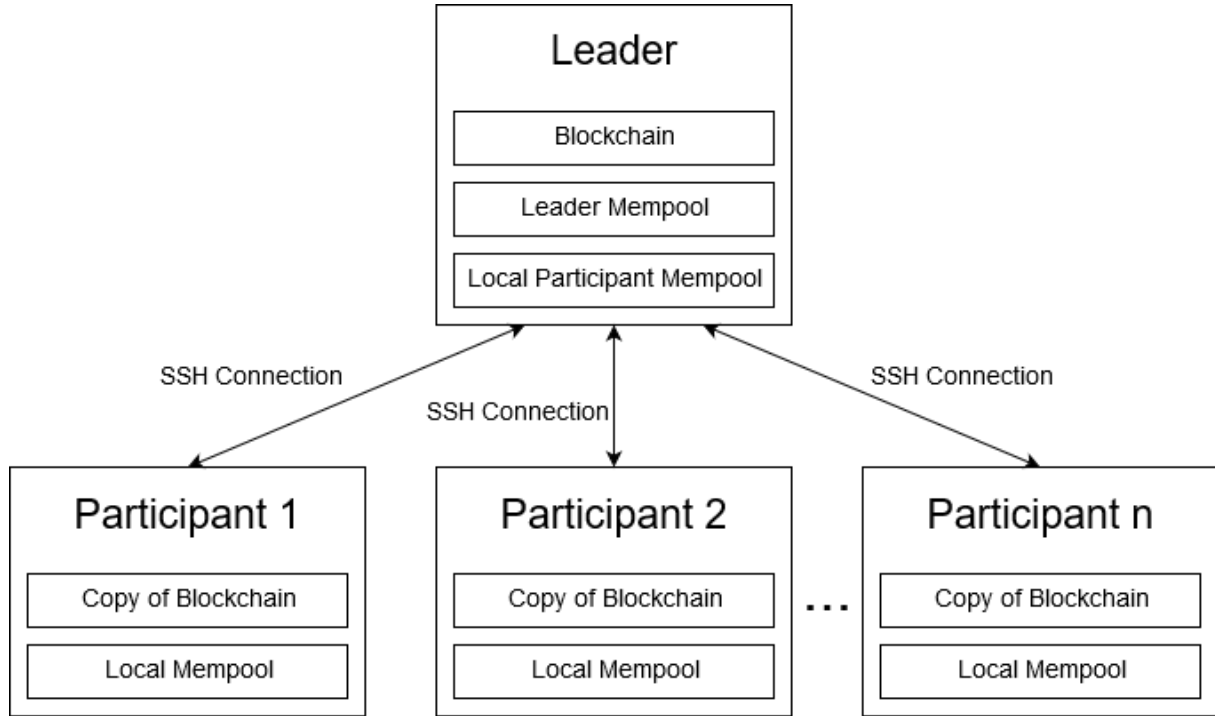 Leader
Blockchain
Leader Mempool
Local Participant Mempool
SSH Connection
SSH Connection
SSH Connection
Participant 1
Copy of Blockchain
Local Mempool
Participant 2
Copy of Blockchain
Local Mempool
...
Participant n
Copy of Blockchain
Local Mempool